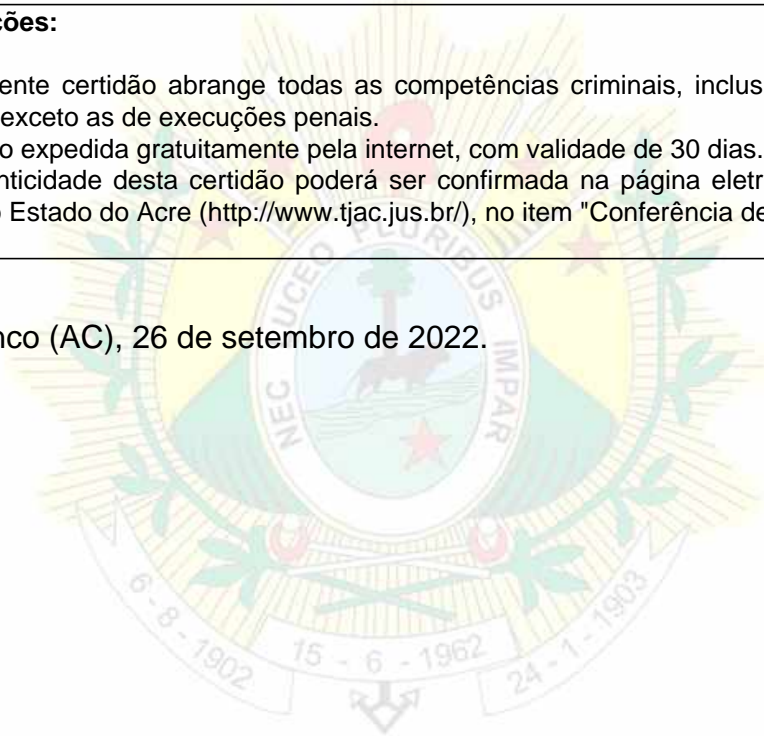 ções:
ente certidão abrange todas as competências criminais, inclus
exceto as de execuções penais.
o expedida gratuitamente pela internet, com validade de 30 dias.
nticidade desta certidão poderá ser confirmada na página eletr
o Estado do Acre (http://www.tjac.jus.br/), no item "Conferência de
nco (AC), 26 de setembro de 2022.
NEC LUCEO PLURIBUS IMPAR
6 - 8 - 1902
15 - 6 - 1962
24 - 1 - 1903